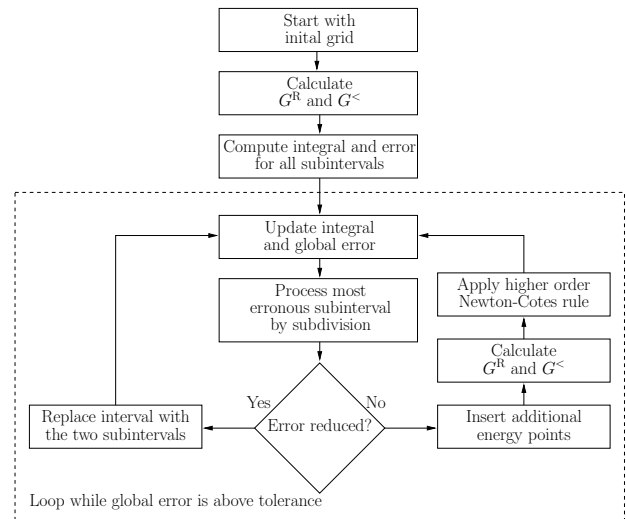 Start with
inital grid
Calculate
G^R and G^<
Compute integral and error
for all subintervals
Update integral
and global error
Process most
erronous subinterval
by subdivision
Apply higher order
Newton-Cotes rule
Calculate
G^R and G^<
Yes
No
Replace interval with
the two subintervals
Error reduced?
Insert additional
energy points
Loop while global error is above tolerance